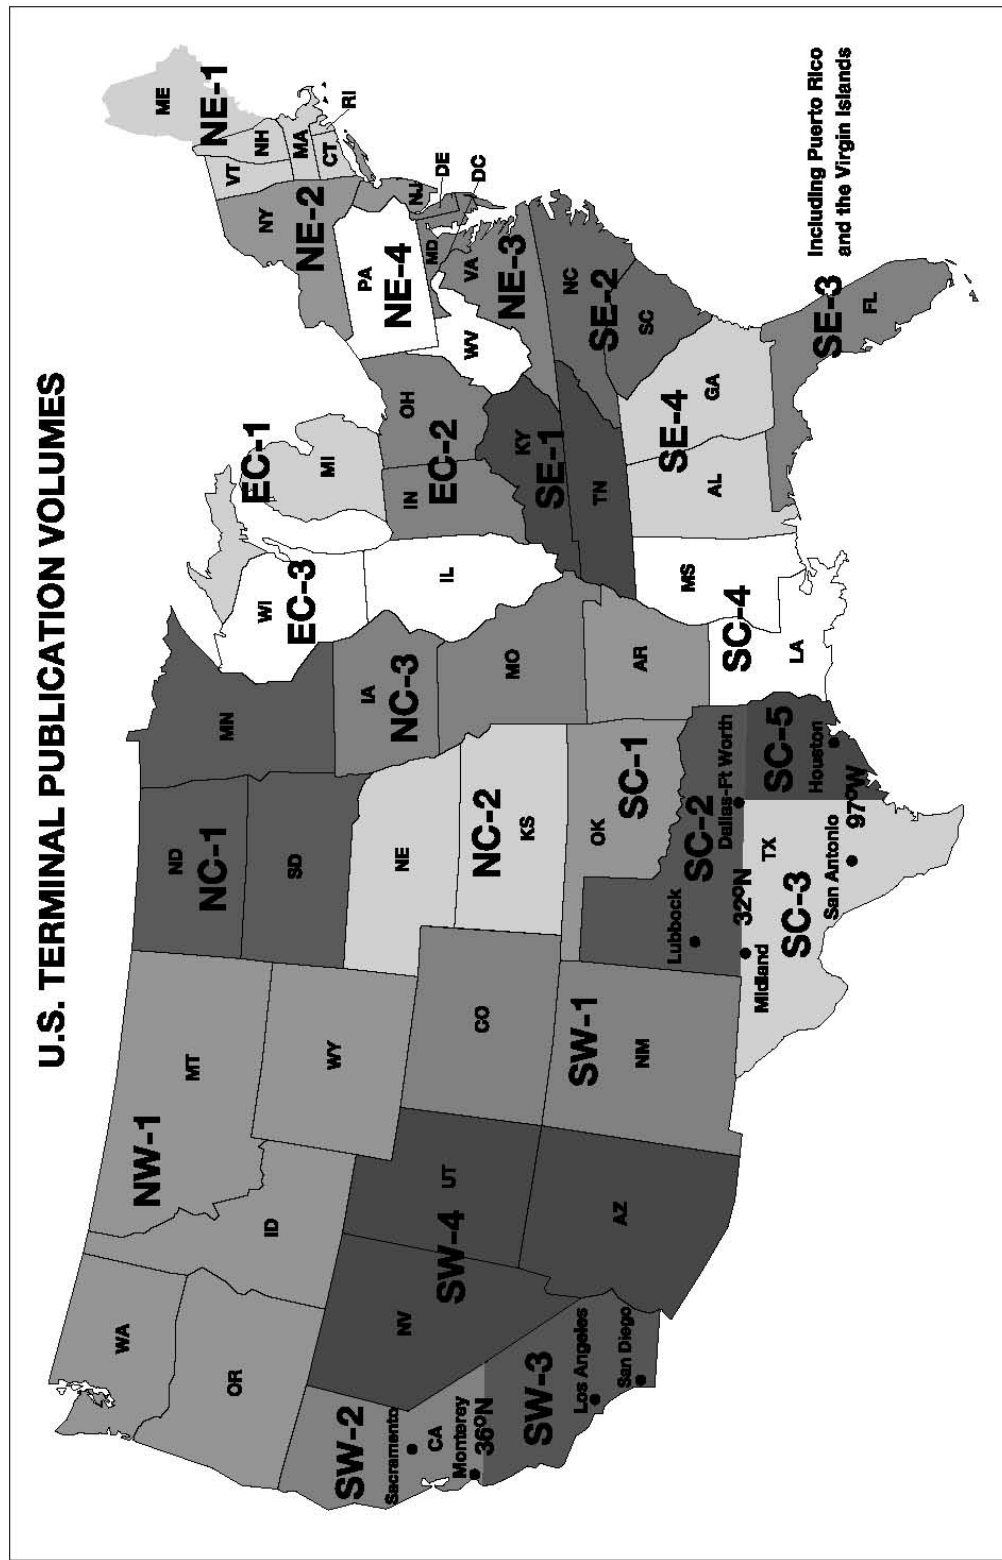 U.S. TERMINAL PUBLICATION VOLUMES
WA
OR
ID
NW-1
MT
WY
ND
NC-1
SD
MN
NE
NC-2
KS
IA
NC-3
MO
WI
EC-3
IL
EC-1
MI
IN
OH
EC-2
KY
SE-1
TN
ME
NE-1
VT
NH
MA
CT
RI
NY
NE-2
PA
NE-4
NJ
DE
DC
MD
VA
NE-3
WV
NC
SE-2
SC
SE-4
GA
AL
SE-3
FL
Including Puerto Rico
and the Virgin Islands
MS
SC-4
LA
AR
OK
SC-1
SC-2
Lubbock
Dallas-Ft Worth
32ºN
Midland
TX
SC-3
San Antonio
97ºW
SC-5
Houston
CO
SW-1
NM
UT
SW-4
NV
AZ
SW-2
Sacramento
CA
Monterey
36ºN
SW-3
Los Angeles
San Diego